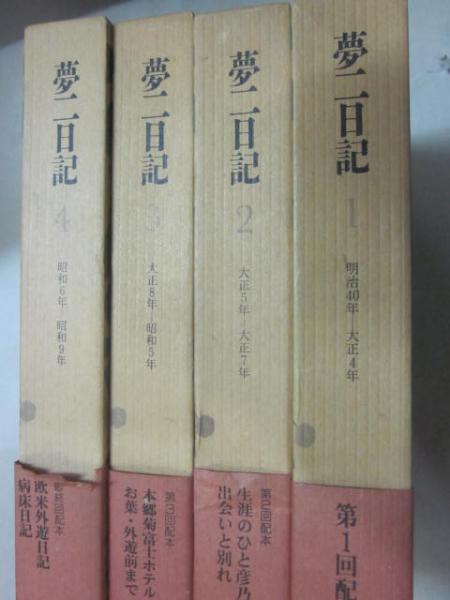 夢二日記
1
明治40年 大正4年
第1回配
夢二日記
2
大正5年 大正7年
第2回配本
生涯のひと彦乃
出会いと別れ
夢二日記
3
大正8年―昭和5年
第3回配本
本郷菊富士ホテル
お葉・外遊前まで
夢二日記
4
昭和6年 昭和9年
最終回配本
欧米外遊日記
病床日記